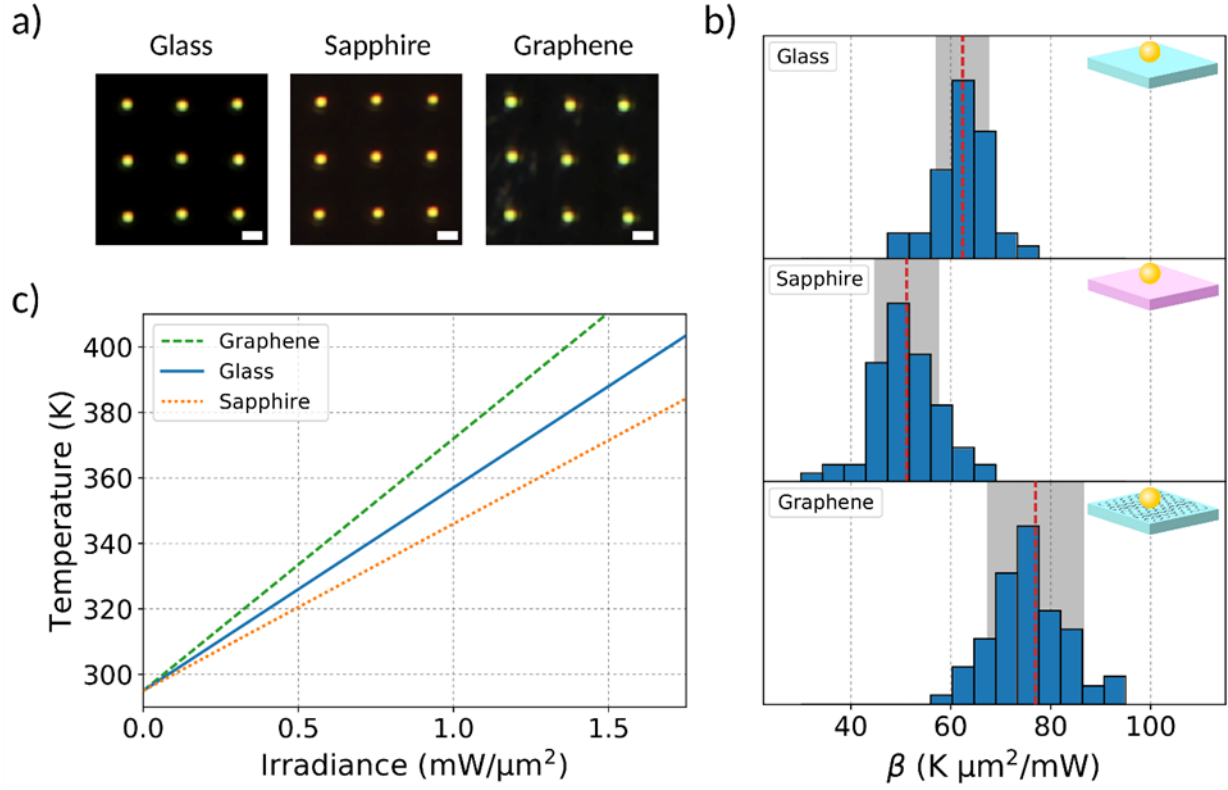 a)
Glass
Sapphire
Graphene
b)
Glass
Sapphire
Graphene
40
60
80
100
β (K μm²/mW)
c)
Graphene
Glass
Sapphire
400
380
360
340
320
300
Temperature (K)
0.0
0.5
1.0
1.5
Irradiance (mW/μm²)